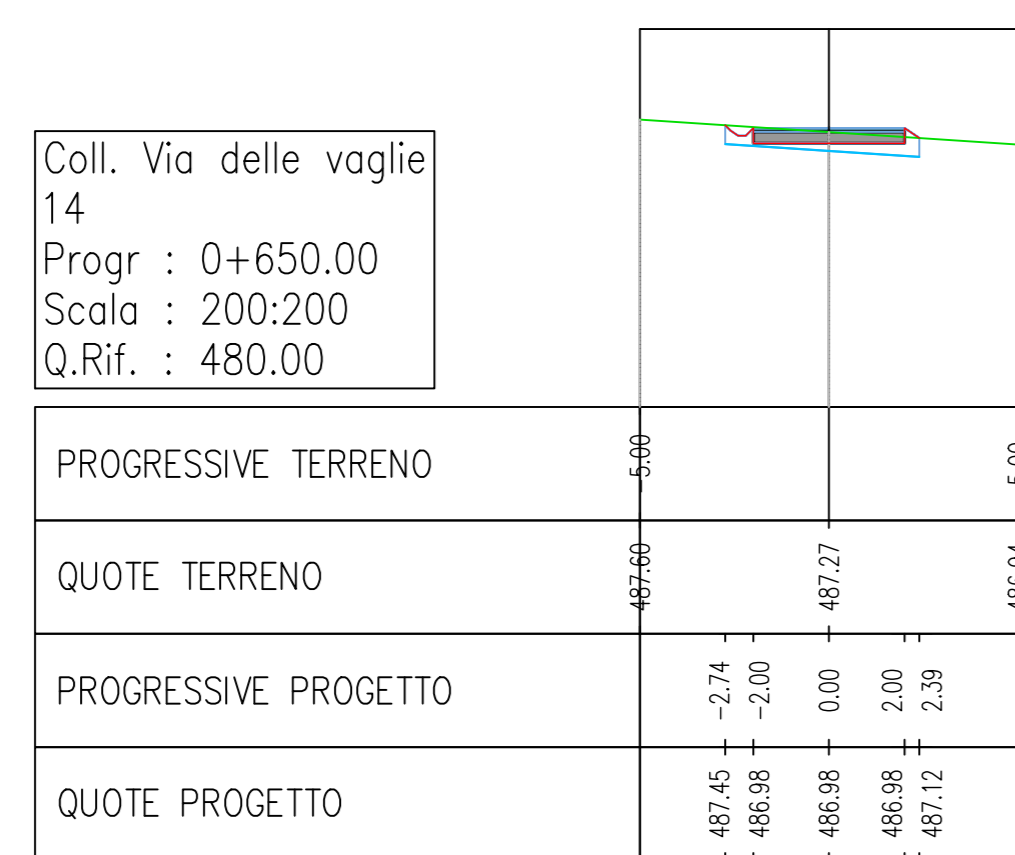 Coll. Via delle vaglie
14
Progr : 0+650.00
Scala : 200:200
Q.Rif. : 480.00
PROGRESSIVE TERRENO -5.00 5.00
QUOTE TERRENO 487.60 487.27
PROGRESSIVE PROGETTO -2.74 -2.00 0.00 2.00 2.39
QUOTE PROGETTO 487.45 486.98 486.98 486.98 487.12